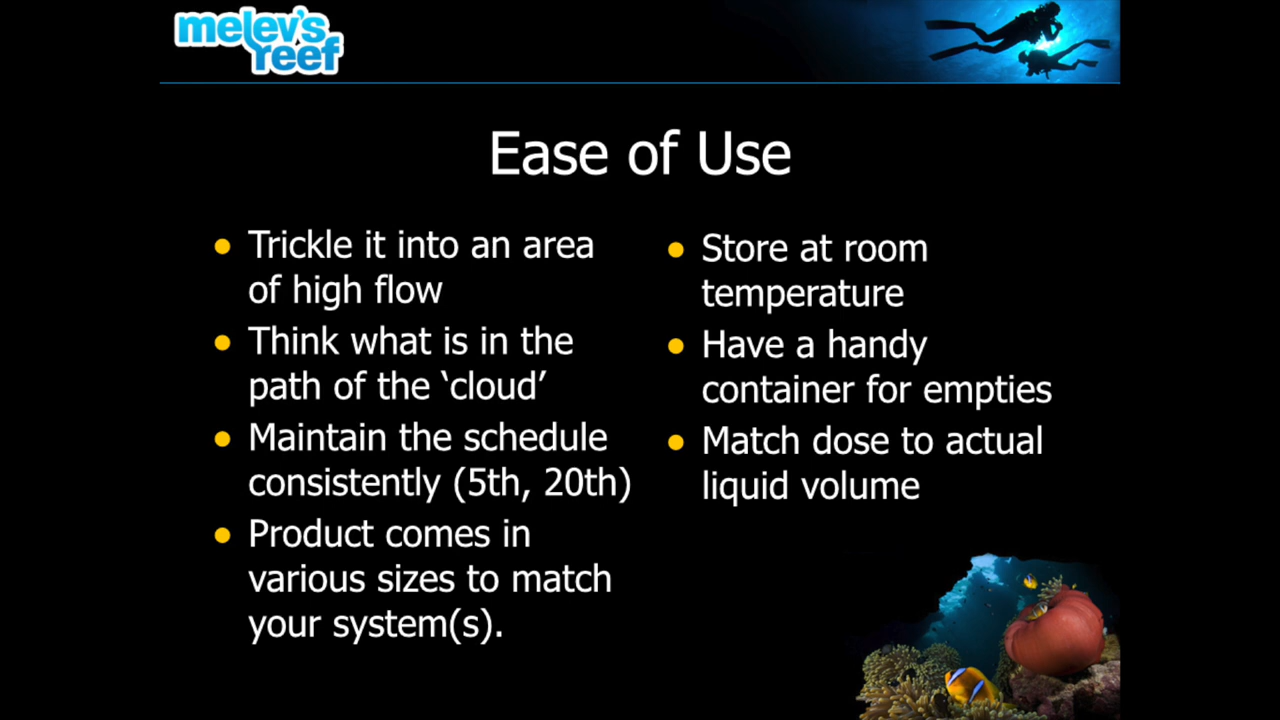 melev's
reef
Ease of Use
Trickle it into an area
of high flow
Think what is in the
path of the ‘cloud’
Maintain the schedule
consistently (5th, 20th)
Product comes in
various sizes to match
your system(s).
Store at room
temperature
Have a handy
container for empties
Match dose to actual
liquid volume